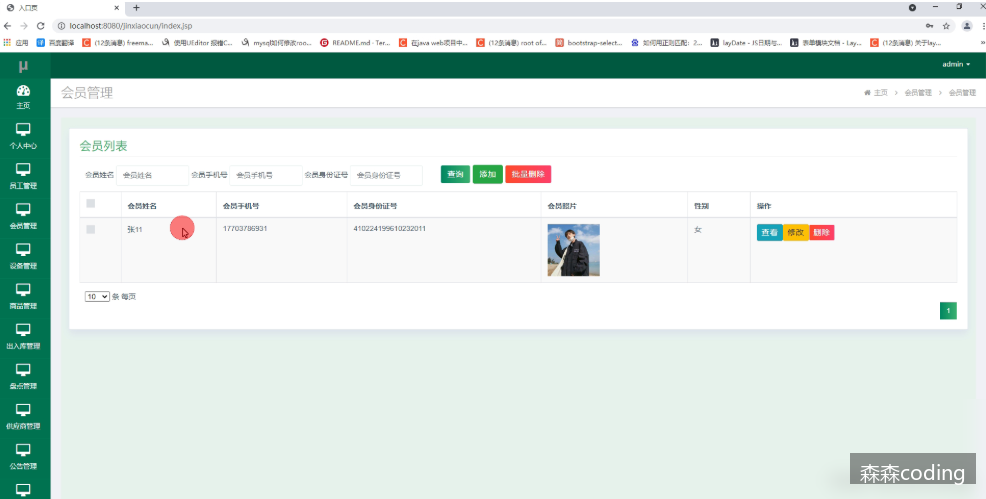 入口页
localhost:8080/jinxiaocun/index.jsp
应用 百度翻译 (12条消息) freema... 使用UEditor 报错C... mysql如何修改roo... README.md · Ter... 在java web项目中... (12条消息) root of... bootstrap-select... 如何用正则匹配：2... layDate - JS日期与... 表单模块文档 - Lay... (12条消息) 关于lay...
μ
admin
会员管理
主页 > 会员管理 > 会员管理
主页
个人中心
员工管理
会员管理
设备管理
商品管理
出入库管理
盘点管理
供应商管理
公告管理
会员列表
会员姓名 会员姓名 会员手机号 会员手机号 会员身份证号 会员身份证号 查询 添加 批量删除
会员姓名 会员手机号 会员身份证号 会员照片 性别 操作
张11 17703786931 410224199610232011 女 查看 修改 删除
10 条 每页
1
森森coding